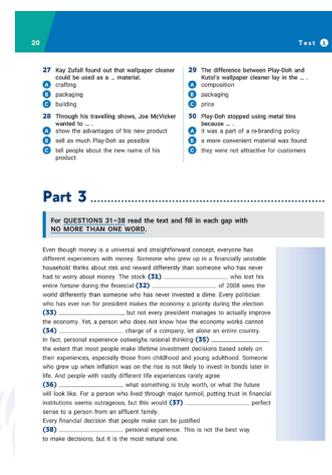 20
Test 1
27 Kay Zufall found out that wallpaper cleaner
could be used as a ... material.
A crafting
B packaging
C building
28 Through his travelling shows, Joe McVicker
wanted to ... .
A show the advantages of his new product
B sell as much Play-Doh as possible
C tell people about the new name of his
product
29 The difference between Play-Doh and
Kutol's wallpaper cleaner lay in the ... .
A composition
B packaging
C price
30 Play-Doh stopped using metal tins
because ... .
A it was a part of a re-branding policy
B a more convenient material was found
C they were not attractive for customers
Part 3
For QUESTIONS 31–38 read the text and fill in each gap with
NO MORE THAN ONE WORD.
Even though money is a universal and straightforward concept, everyone has
different experiences with money. Someone who grew up in a financially unstable
household thinks about risk and reward differently than someone who has never
had to worry about money. The stock (31) ____ who lost his
entire fortune during the financial (32) ____ of 2008 sees the
world differently than someone who has never invested a dime. Every politician
who has ever run for president makes the economy a priority during the election
(33) ____, but not every president manages to actually improve
the economy. Yet, a person who does not know how the economy works cannot
(34) ____ charge of a company, let alone an entire country.
In fact, personal experience outweighs rational thinking (35) ____
the extent that most people make lifetime investment decisions based solely on
their experiences, especially those from childhood and young adulthood. Someone
who grew up when inflation was on the rise is not likely to invest in bonds later in
life. And people with vastly different life experiences rarely agree
(36) ____ what something is truly worth, or what the future
will look like. For a person who lived through major turmoil, putting trust in financial
institutions seems outrageous, but this would (37) ____ perfect
sense to a person from an affluent family.
Every financial decision that people make can be justified
(38) ____ personal experience. This is not the best way
to make decisions, but it is the most natural one.